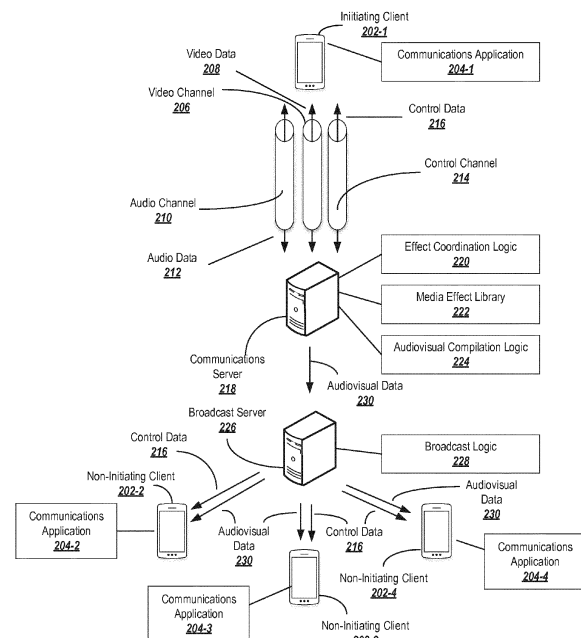 Initiating Client
202-1
Communications Application
204-1
Video Data
208
Video Channel
206
Control Data
216
Control Channel
214
Audio Channel
210
Audio Data
212
Effect Coordination Logic
220
Media Effect Library
222
Audiovisual Compilation Logic
224
Communications
Server
218
Audiovisual Data
230
Broadcast Server
226
Control Data
216
Broadcast Logic
228
Non-Initiating Client
202-2
Audiovisual
Data
230
Communications
Application
204-2
Audiovisual
Data
230
Control Data
216
Non-Initiating Client
202-4
Communications
Application
204-4
Communications
Application
204-3
Non-Initiating Client